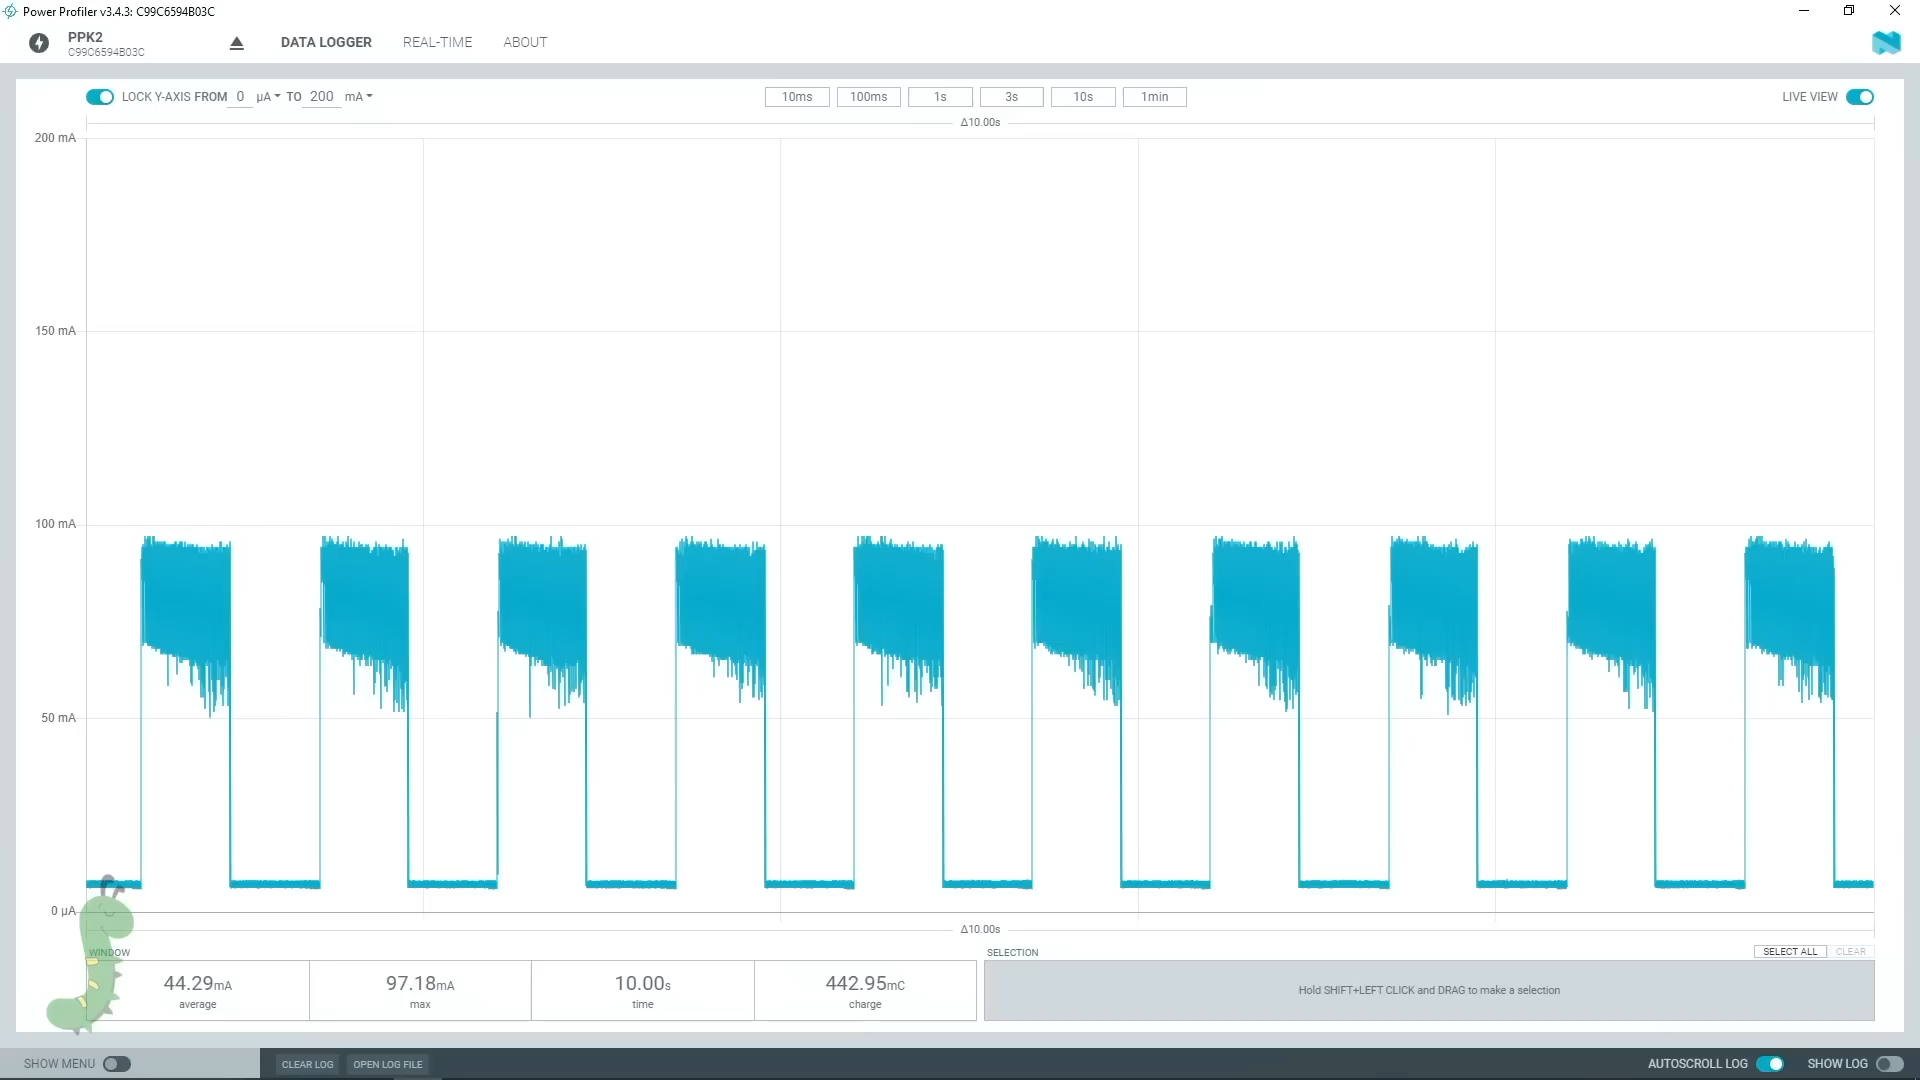 Power Profiler v3.4.3: C99C6594B03C
PPK2
C99C6594B03C
DATA LOGGER REAL-TIME ABOUT
LOCK Y-AXIS FROM 0 µA TO 200 mA
10ms 100ms 1s 3s 10s 1min
LIVE VIEW
Δ10.00s
200 mA
150 mA
100 mA
50 mA
0 µA
Δ10.00s
WINDOW
44.29mA
average
97.18mA
max
10.00s
time
442.95mC
charge
SELECTION
SELECT ALL CLEAR
Hold SHIFT+LEFT CLICK and DRAG to make a selection
SHOW MENU
CLEAR LOG OPEN LOG FILE
AUTOSCROLL LOG SHOW LOG